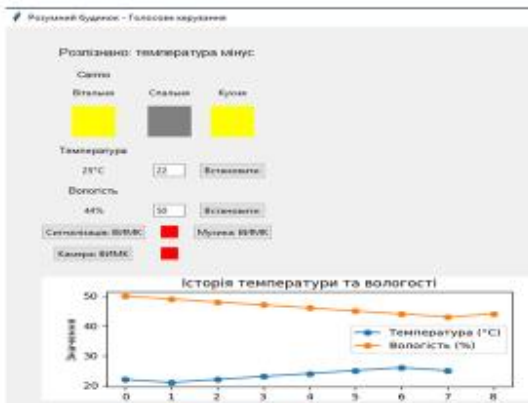 Розумний будинок - Голосове керування
Розпізнано: температура мінус
Світло
Вітальня Спальня Кухня
Температура
25°C 22 Встановити
Вологість
44% 50 Встановити
Сигналізація: ВИМК Музика: ВИМК
Камери: ВИМК
Історія температури та вологості
Значення
50
40
30
20
Температура (°C)
Вологість (%)
0 1 2 3 4 5 6 7 8